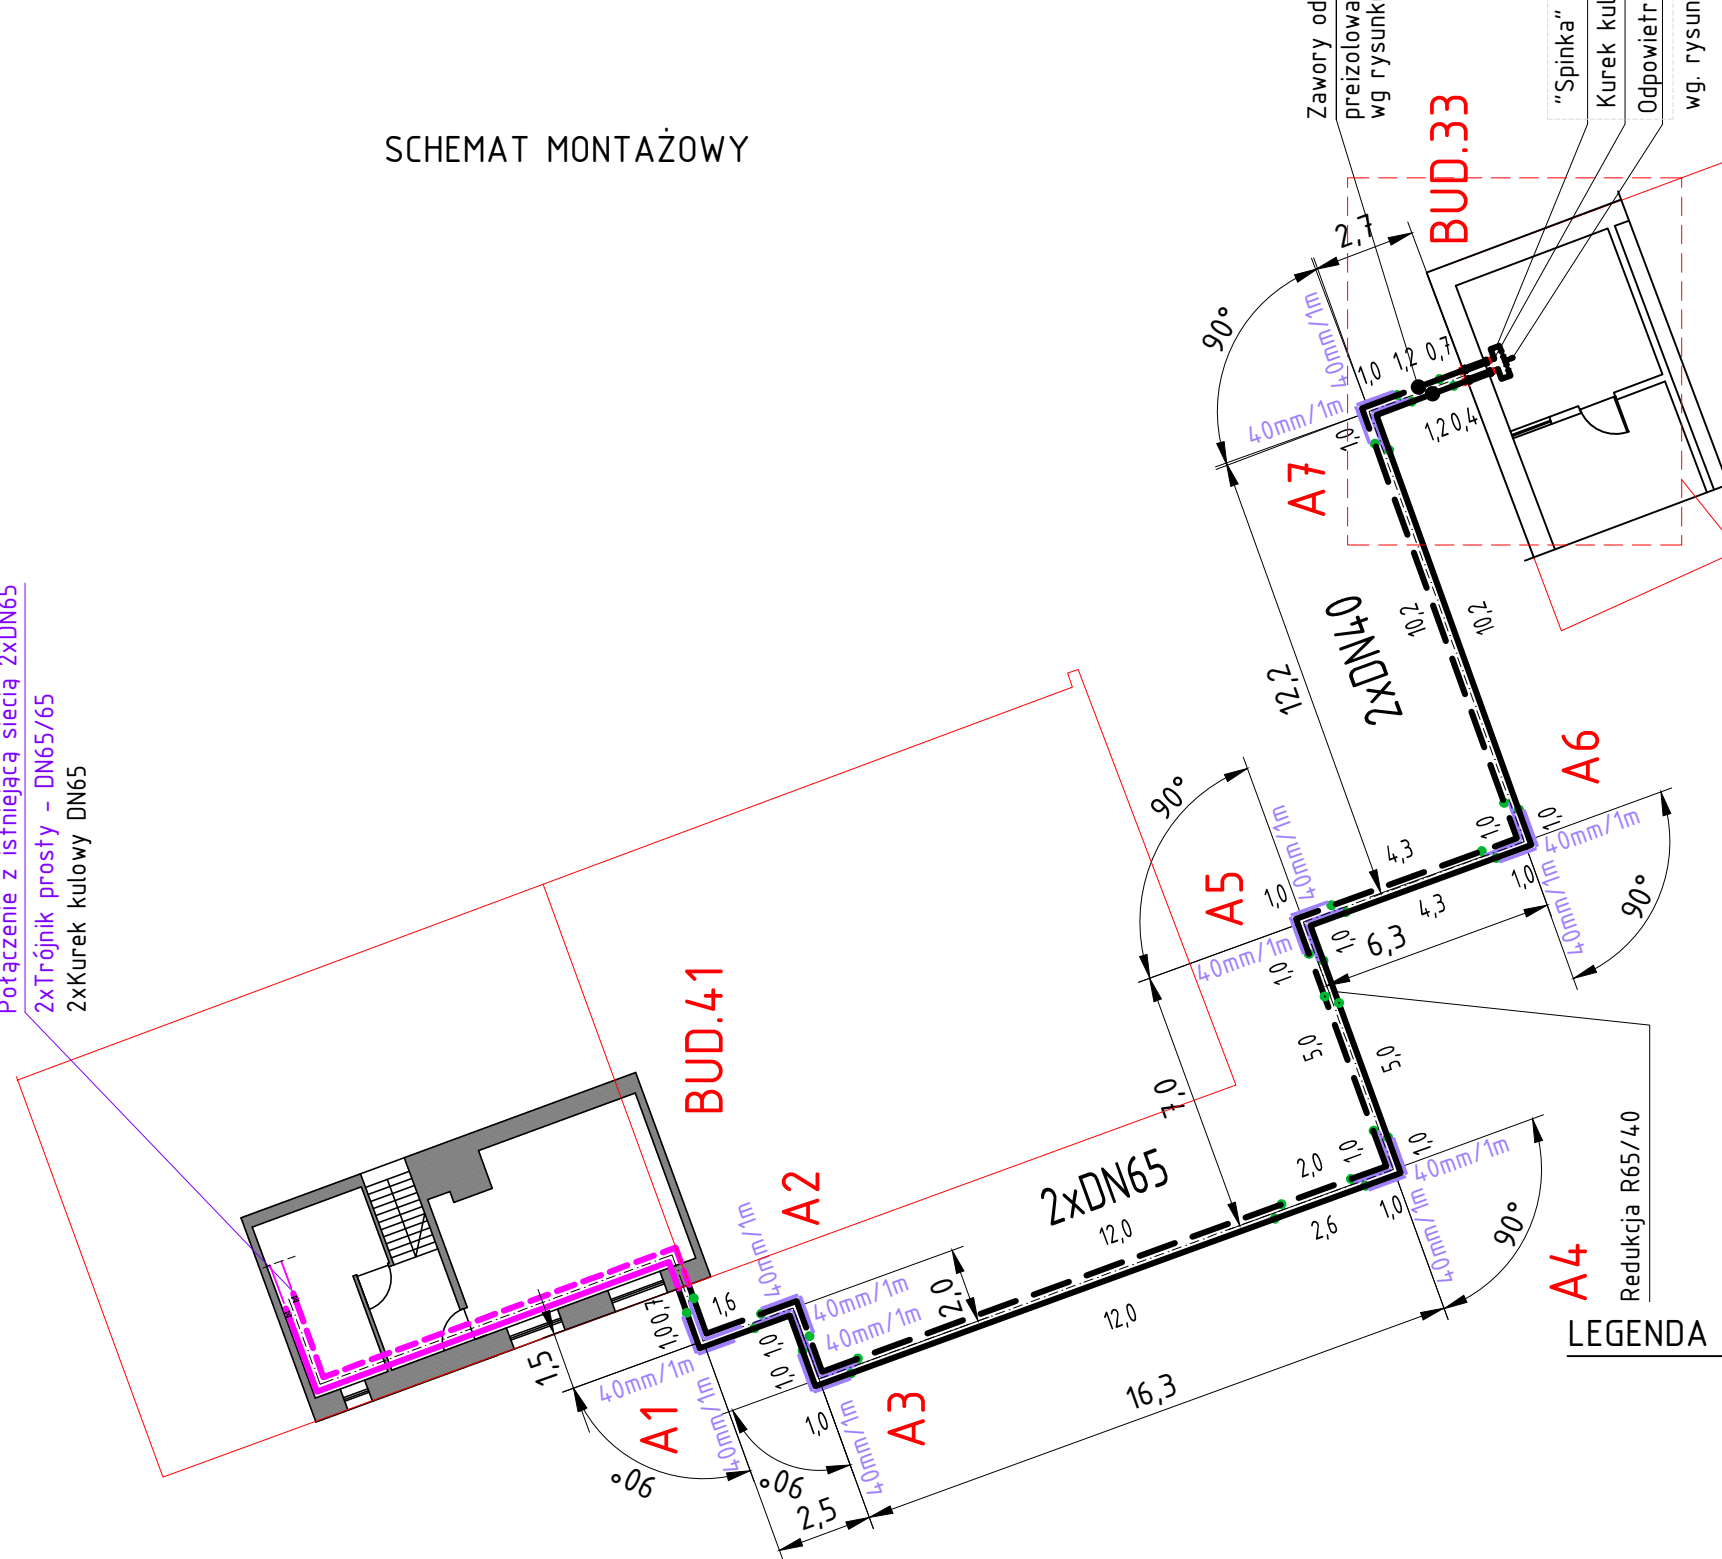 SCHEMAT MONTAŻOWY
Połączenie z istniejącą siecią 2xDN65
2xTrójnik prosty - DN65/65
2xKurek kulowy DN65
Zawory od
preizolowa
wg rysunk
"Spinka"
Kurek kul
Odpowietr
wg. rysun
BUD.33
2,7
90°
40mm/1m
40mm/1m
1,0
1,2
0,7
1,0
1,2
0,4
A7
12,2
2xDN40
10,2
10,2
A6
1,0
1,0
1,0
40mm/1m
40mm/1m
90°
90°
A5
40mm/1m
40mm/1m
1,0
1,0
1,0
4,3
4,3
6,3
7,0
5,0
5,0
BUD.41
A2
40mm/1m
40mm/1m
40mm/1m
2xDN65
12,0
12,0
2,0
2,0
2,6
1,0
1,0
1,0
40mm/1m
40mm/1m
90°
A4
Redukcja R65/40
LEGENDA
1,5
1,0
0,7
1,6
1,0
1,0
1,0
40mm/1m
40mm/1m
40mm/1m
A1
A3
90°
90°
2,5
16,3